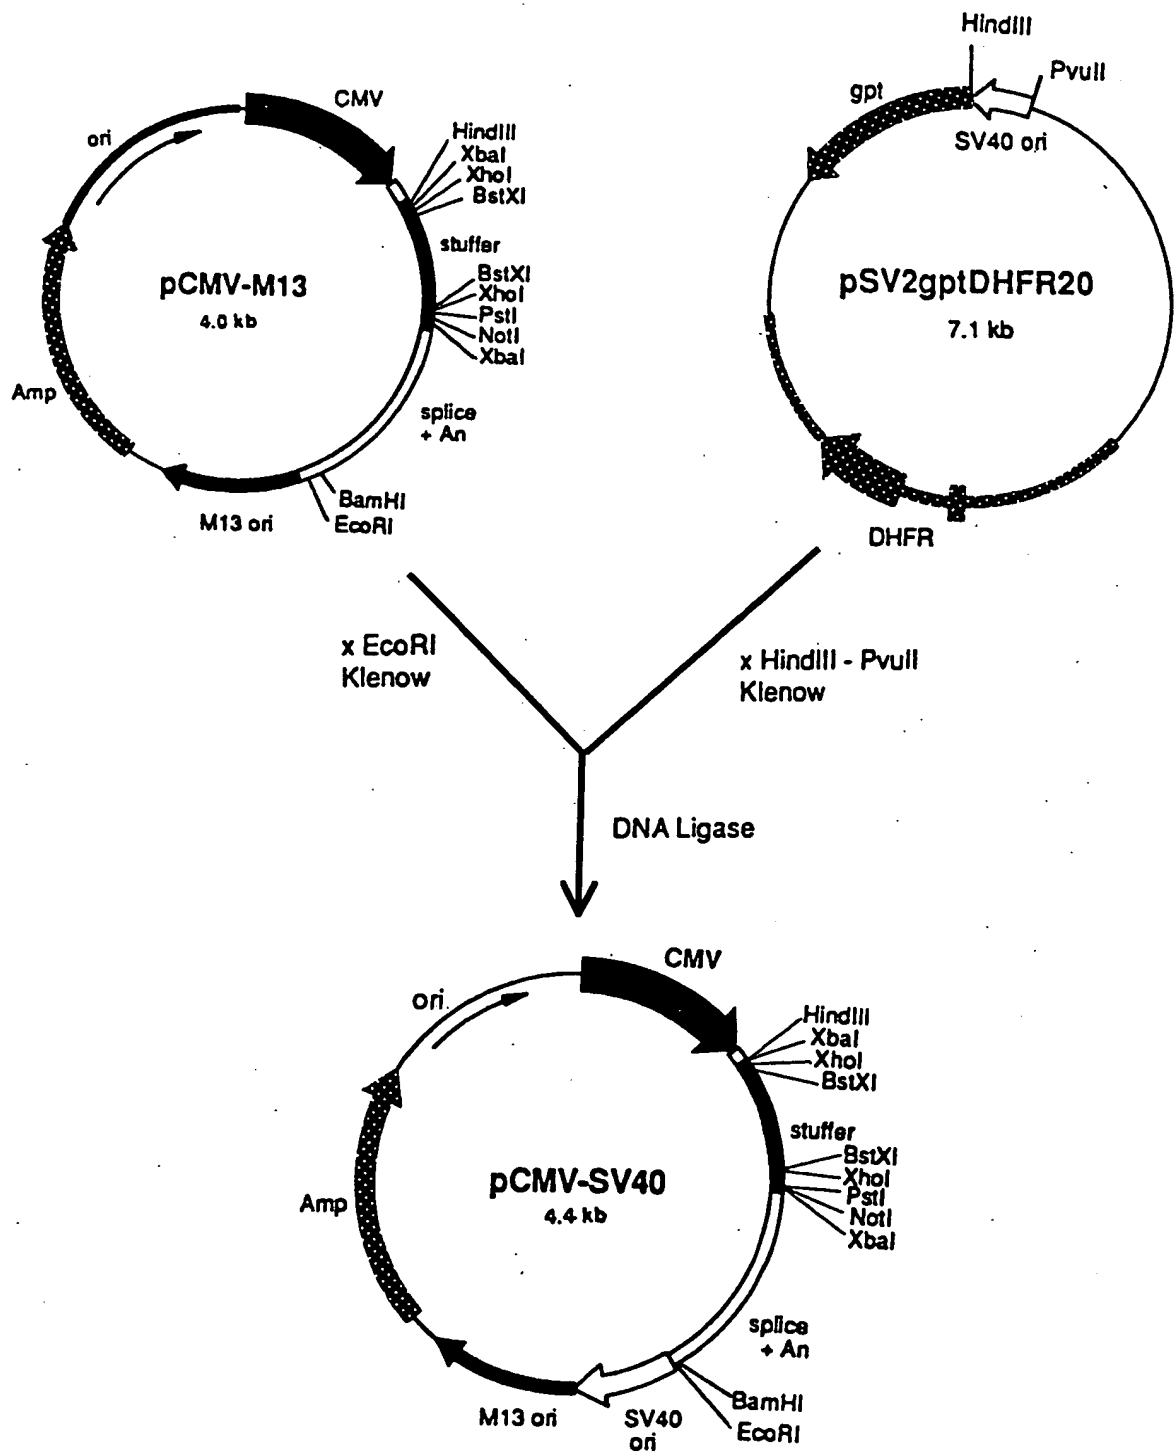 CMV
ori
HindIII
XbaI
XhoI
BstXI
stuffer
BstXI
XhoI
PstI
NotI
XbaI
pCMV-M13
4.0 kb
Amp
splice
+ An
BamHI
EcoRI
M13 ori
HindIII
PvuII
gpt
SV40 ori
pSV2gptDHFR20
7.1 kb
DHFR
x EcoRI
Klenow
x HindIII - PvuII
Klenow
DNA Ligase
CMV
ori
HindIII
XbaI
XhoI
BstXI
stuffer
BstXI
XhoI
PstI
NotI
XbaI
pCMV-SV40
4.4 kb
Amp
splice
+ An
BamHI
EcoRI
M13 ori
SV40
ori